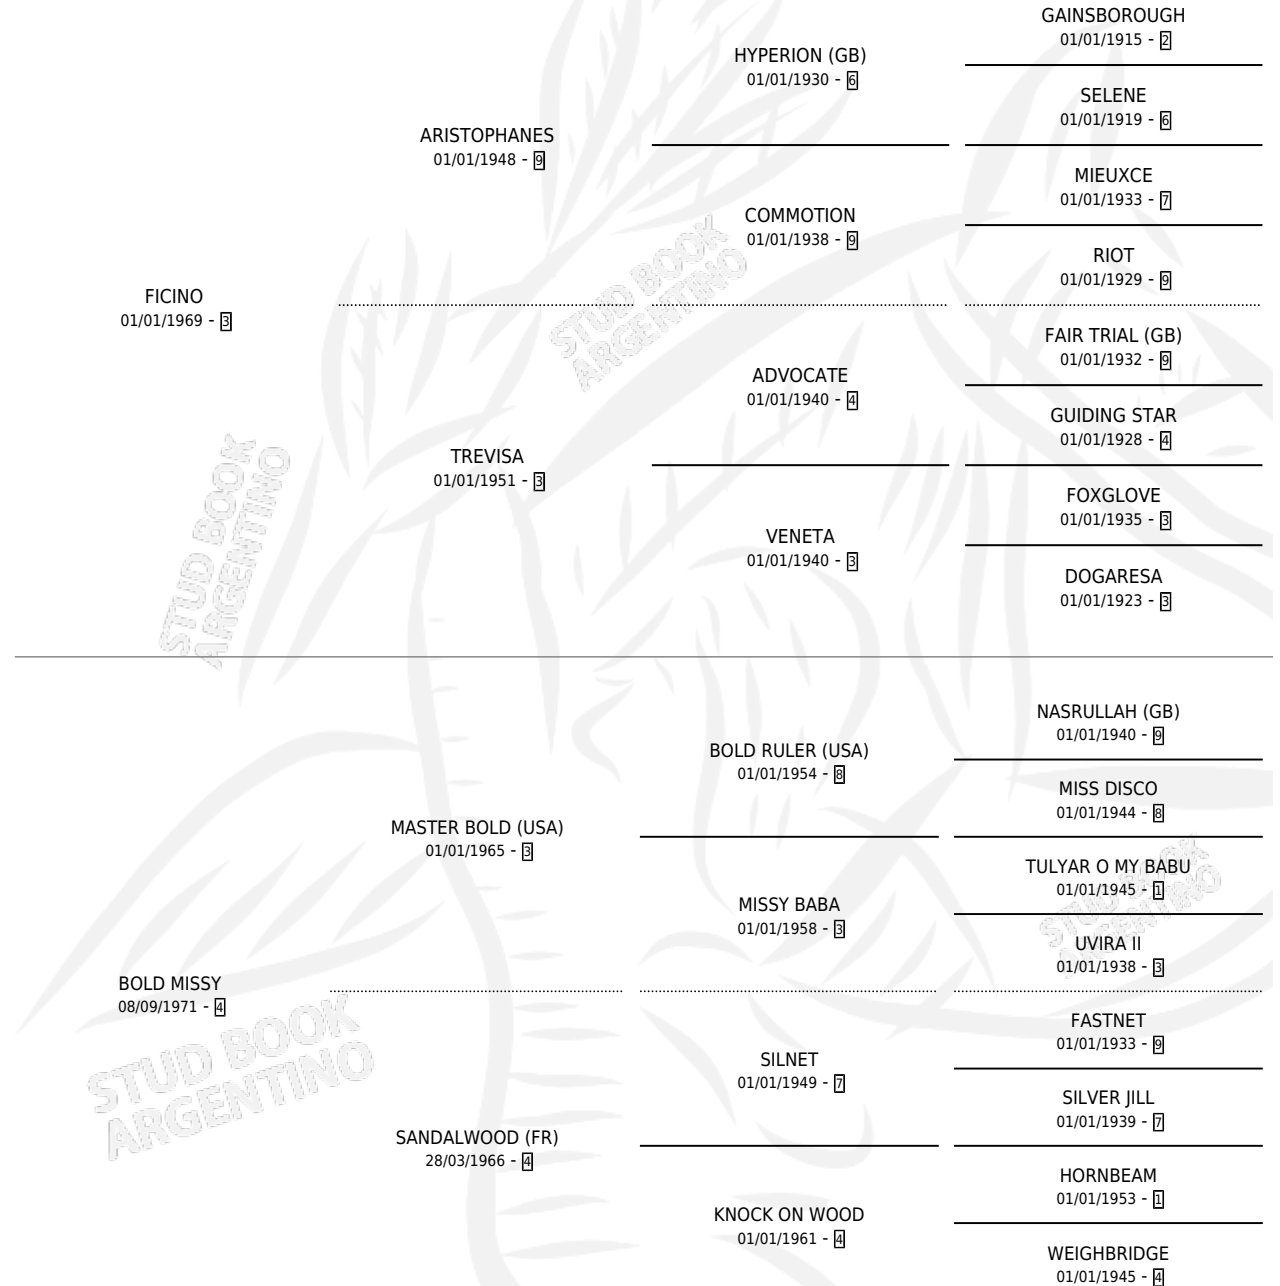 GAINSBOROUGH
01/01/1915 - 2
HYPERION (GB)
01/01/1930 - 6
SELENE
01/01/1919 - 6
ARISTOPHANES
01/01/1948 - 9
MIEUXCE
01/01/1933 - 7
COMMOTION
01/01/1938 - 9
RIOT
01/01/1929 - 9
FICINO
01/01/1969 - 3
FAIR TRIAL (GB)
01/01/1932 - 9
ADVOCATE
01/01/1940 - 4
GUIDING STAR
01/01/1928 - 4
TREVISA
01/01/1951 - 3
FOXGLOVE
01/01/1935 - 3
VENETA
01/01/1940 - 3
DOGARESA
01/01/1923 - 3
NASRULLAH (GB)
01/01/1940 - 9
BOLD RULER (USA)
01/01/1954 - 8
MISS DISCO
01/01/1944 - 8
MASTER BOLD (USA)
01/01/1965 - 3
TULYAR O MY BABU
01/01/1945 - 1
MISSY BABA
01/01/1958 - 3
UVIRA II
01/01/1938 - 3
BOLD MISSY
08/09/1971 - 4
FASTNET
01/01/1933 - 9
SILNET
01/01/1949 - 7
SILVER JILL
01/01/1939 - 7
SANDALWOOD (FR)
28/03/1966 - 4
HORNBEAM
01/01/1953 - 1
KNOCK ON WOOD
01/01/1961 - 4
WEIGHBRIDGE
01/01/1945 - 4
STUD BOOK
ARGENTINO
STUD BOOK
ARGENTINO
STUD BOOK
ARGENTINO
STUD BOOK
ARGENTINO